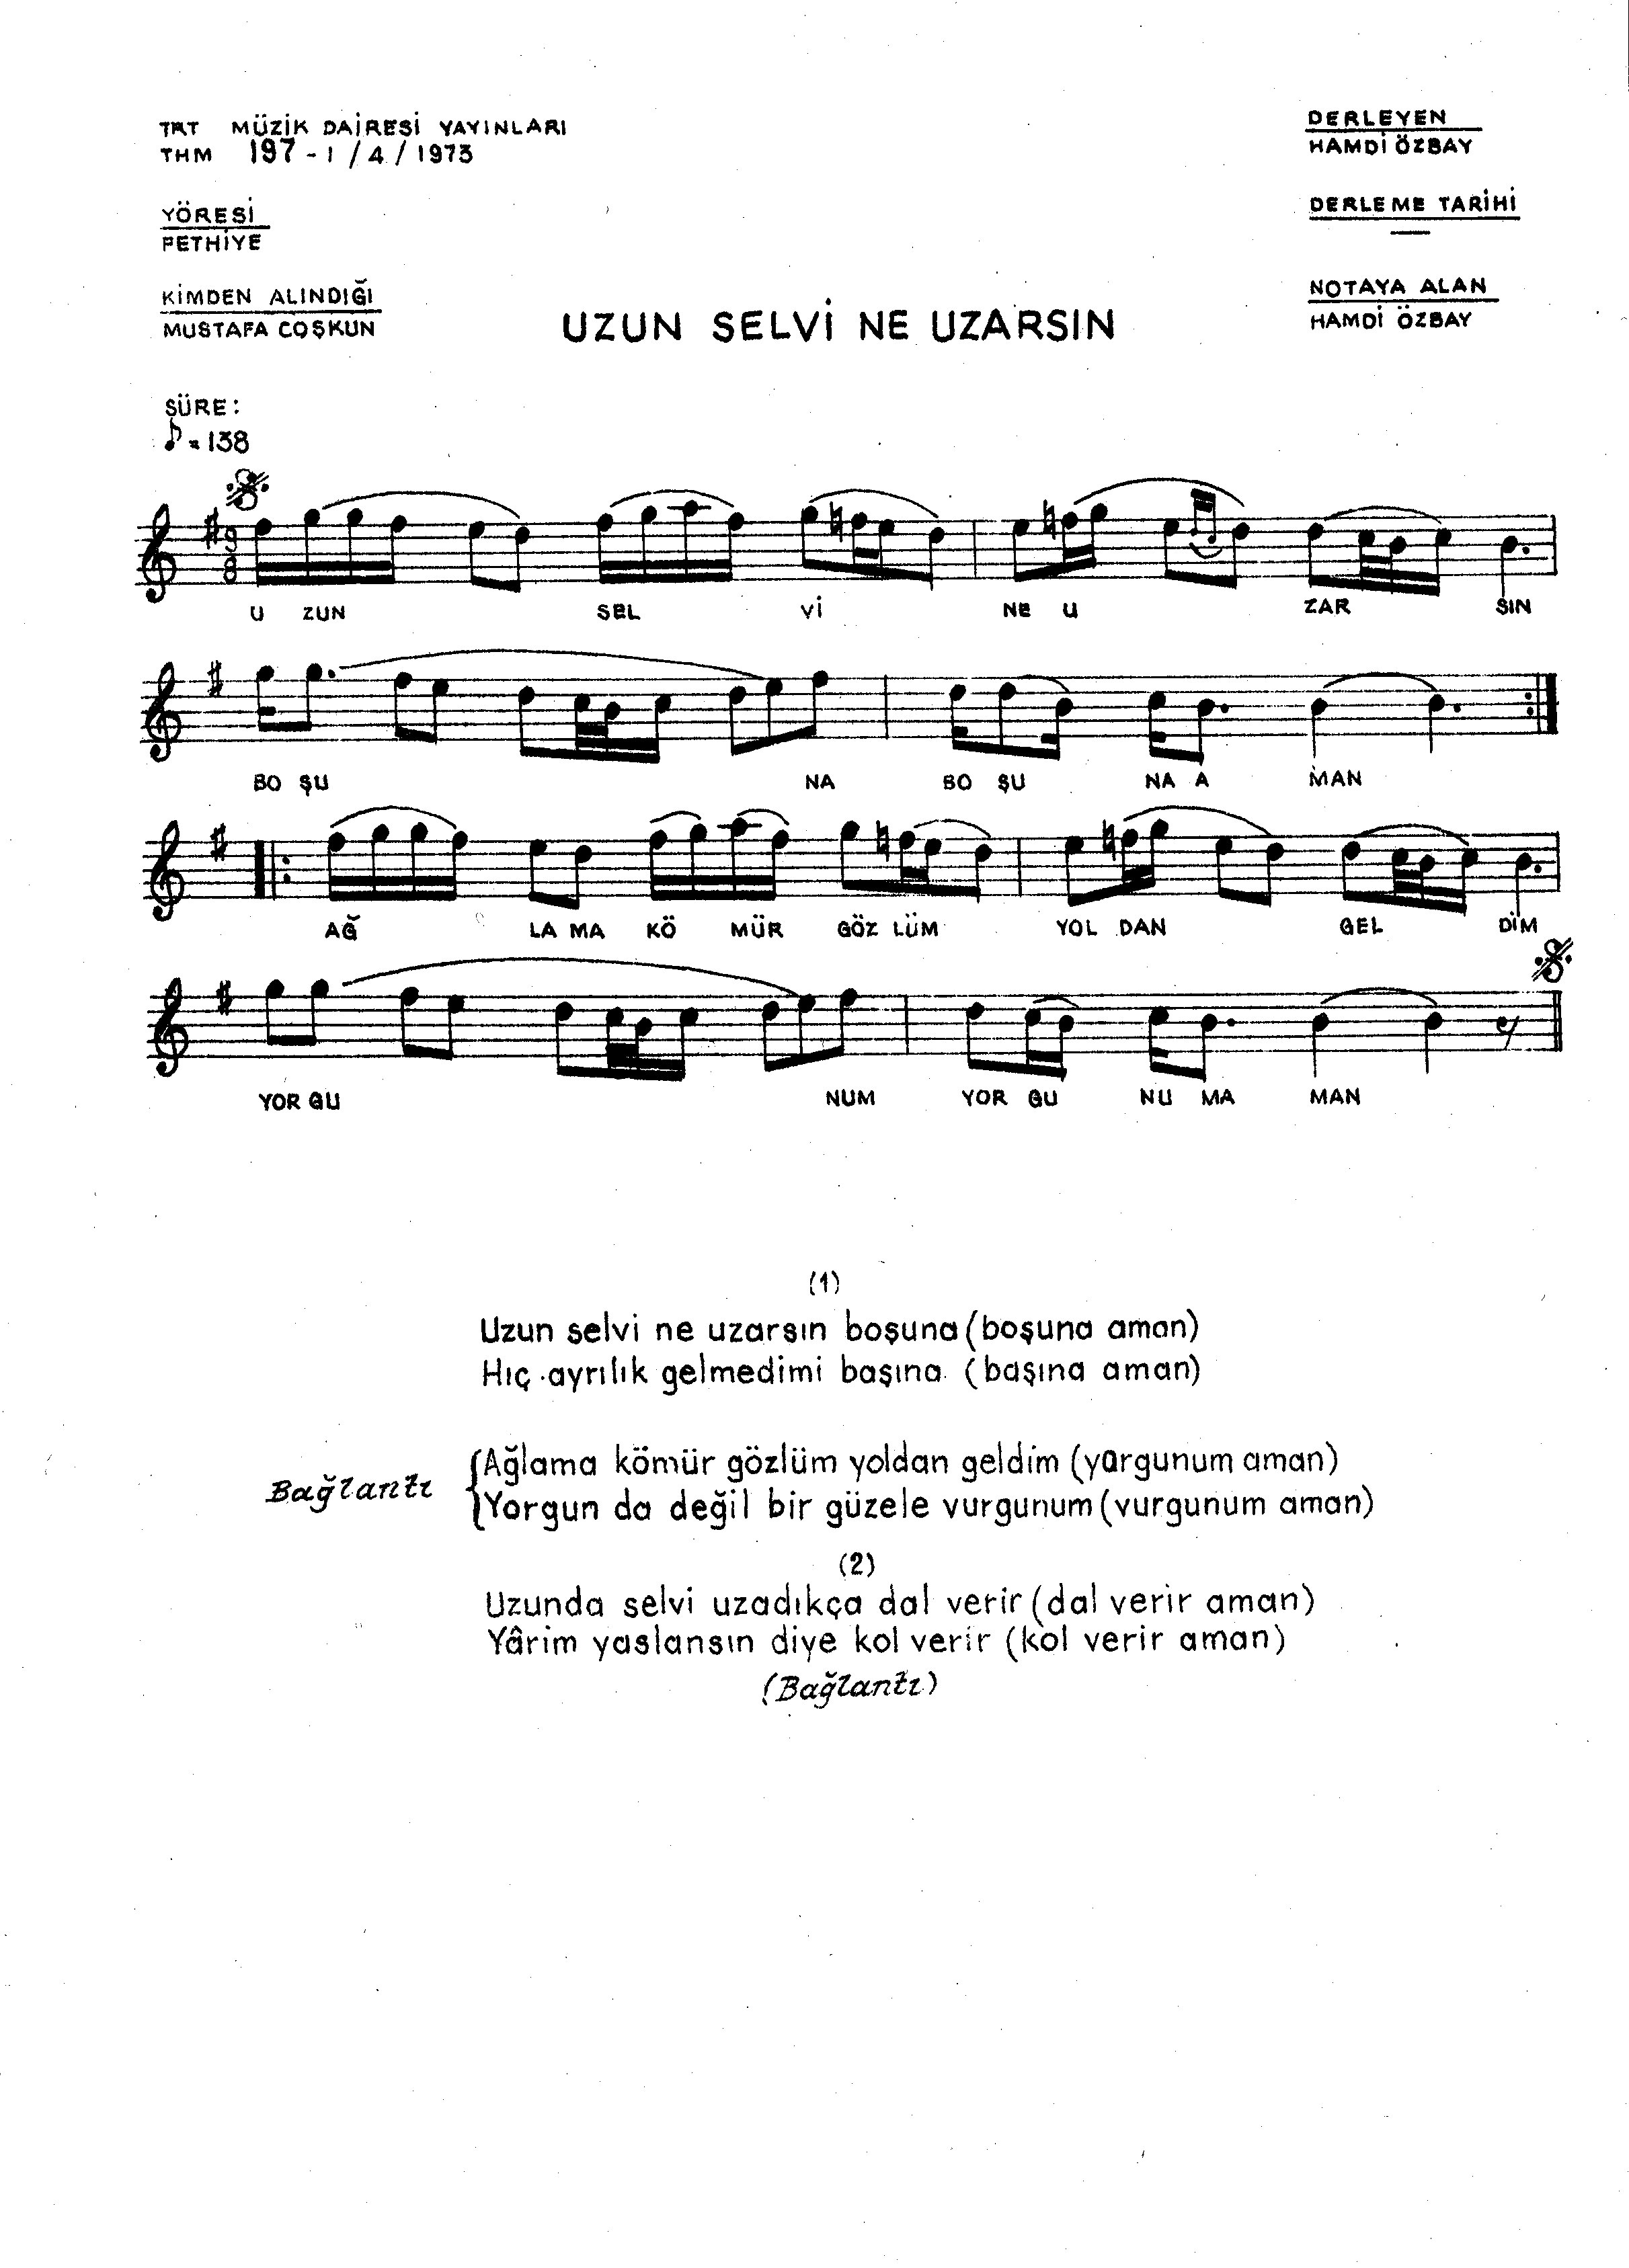 TRT MÜZİK DAİRESİ YAYINLARI
THM 197 - 1 / 4 / 1973
YÖRESİ
FETHİYE
KİMDEN ALINDIĞI
MUSTAFA COŞKUN
DERLEYEN
HAMDİ ÖZBAY
DERLEME TARİHİ
—
NOTAYA ALAN
HAMDİ ÖZBAY
UZUN SELVİ NE UZARSIN
SÜRE:
♪ = 138
9
8
U ZUN SEL Vİ NE U ZAR SIN
BO ŞU NA BO ŞU NA A MAN
AĞ LA MA KÖ MÜR GÖZ LÜM YOL DAN GEL DİM
YOR GU NUM YOR GU NU MA MAN
(1)
Uzun selvi ne uzarsın boşuna (boşuna aman)
Hıç ayrılık gelmedimi başına (başına aman)
Bağlantı
Ağlama kömür gözlüm yoldan geldim (yorgunum aman)
Yorgun da değil bir güzele vurgunum (vurgunum aman)
(2)
Uzunda selvi uzadıkça dal verir (dal verir aman)
Yârim yaslansın diye kol verir (kol verir aman)
(Bağlantı)